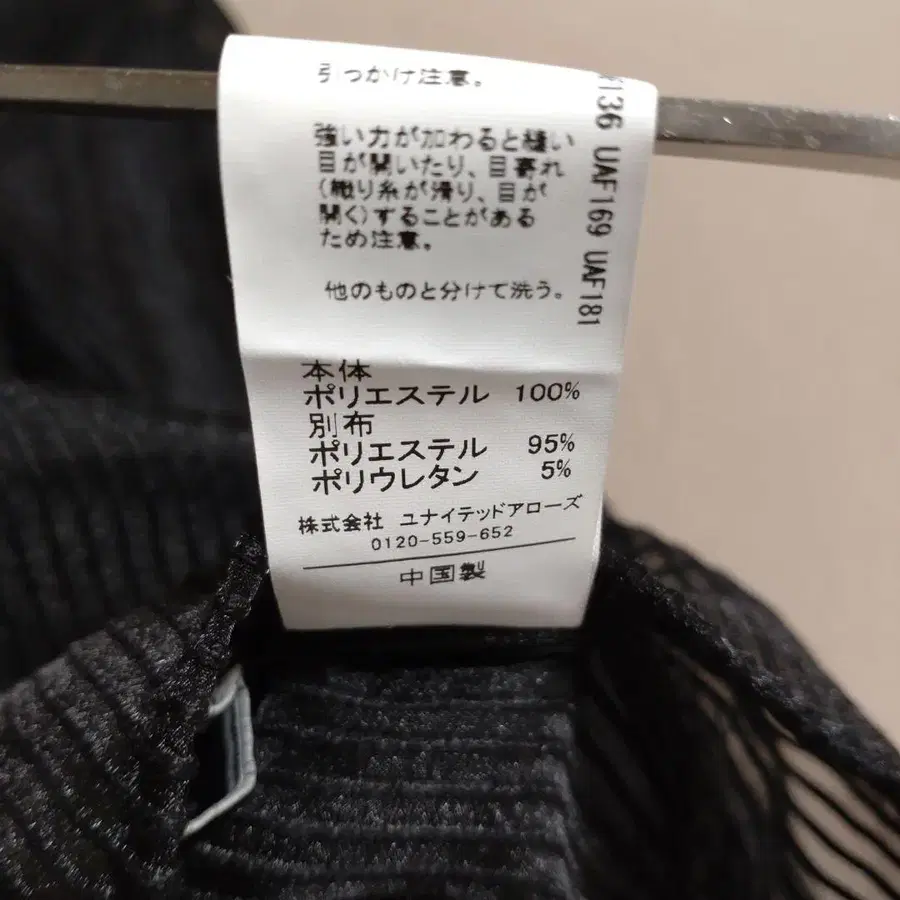 引っかけ注意。
強い力が加わると縫い
目が開いたり、目寄れ
(織り糸が滑り、目が
開く)することがある
ため注意。
他のものと分けて洗う。
136 UAF169 UAF181
本体
ポリエステル 100%
別布
ポリエステル 95%
ポリウレタン 5%
株式会社 ユナイテッドアローズ
0120-559-652
中国製